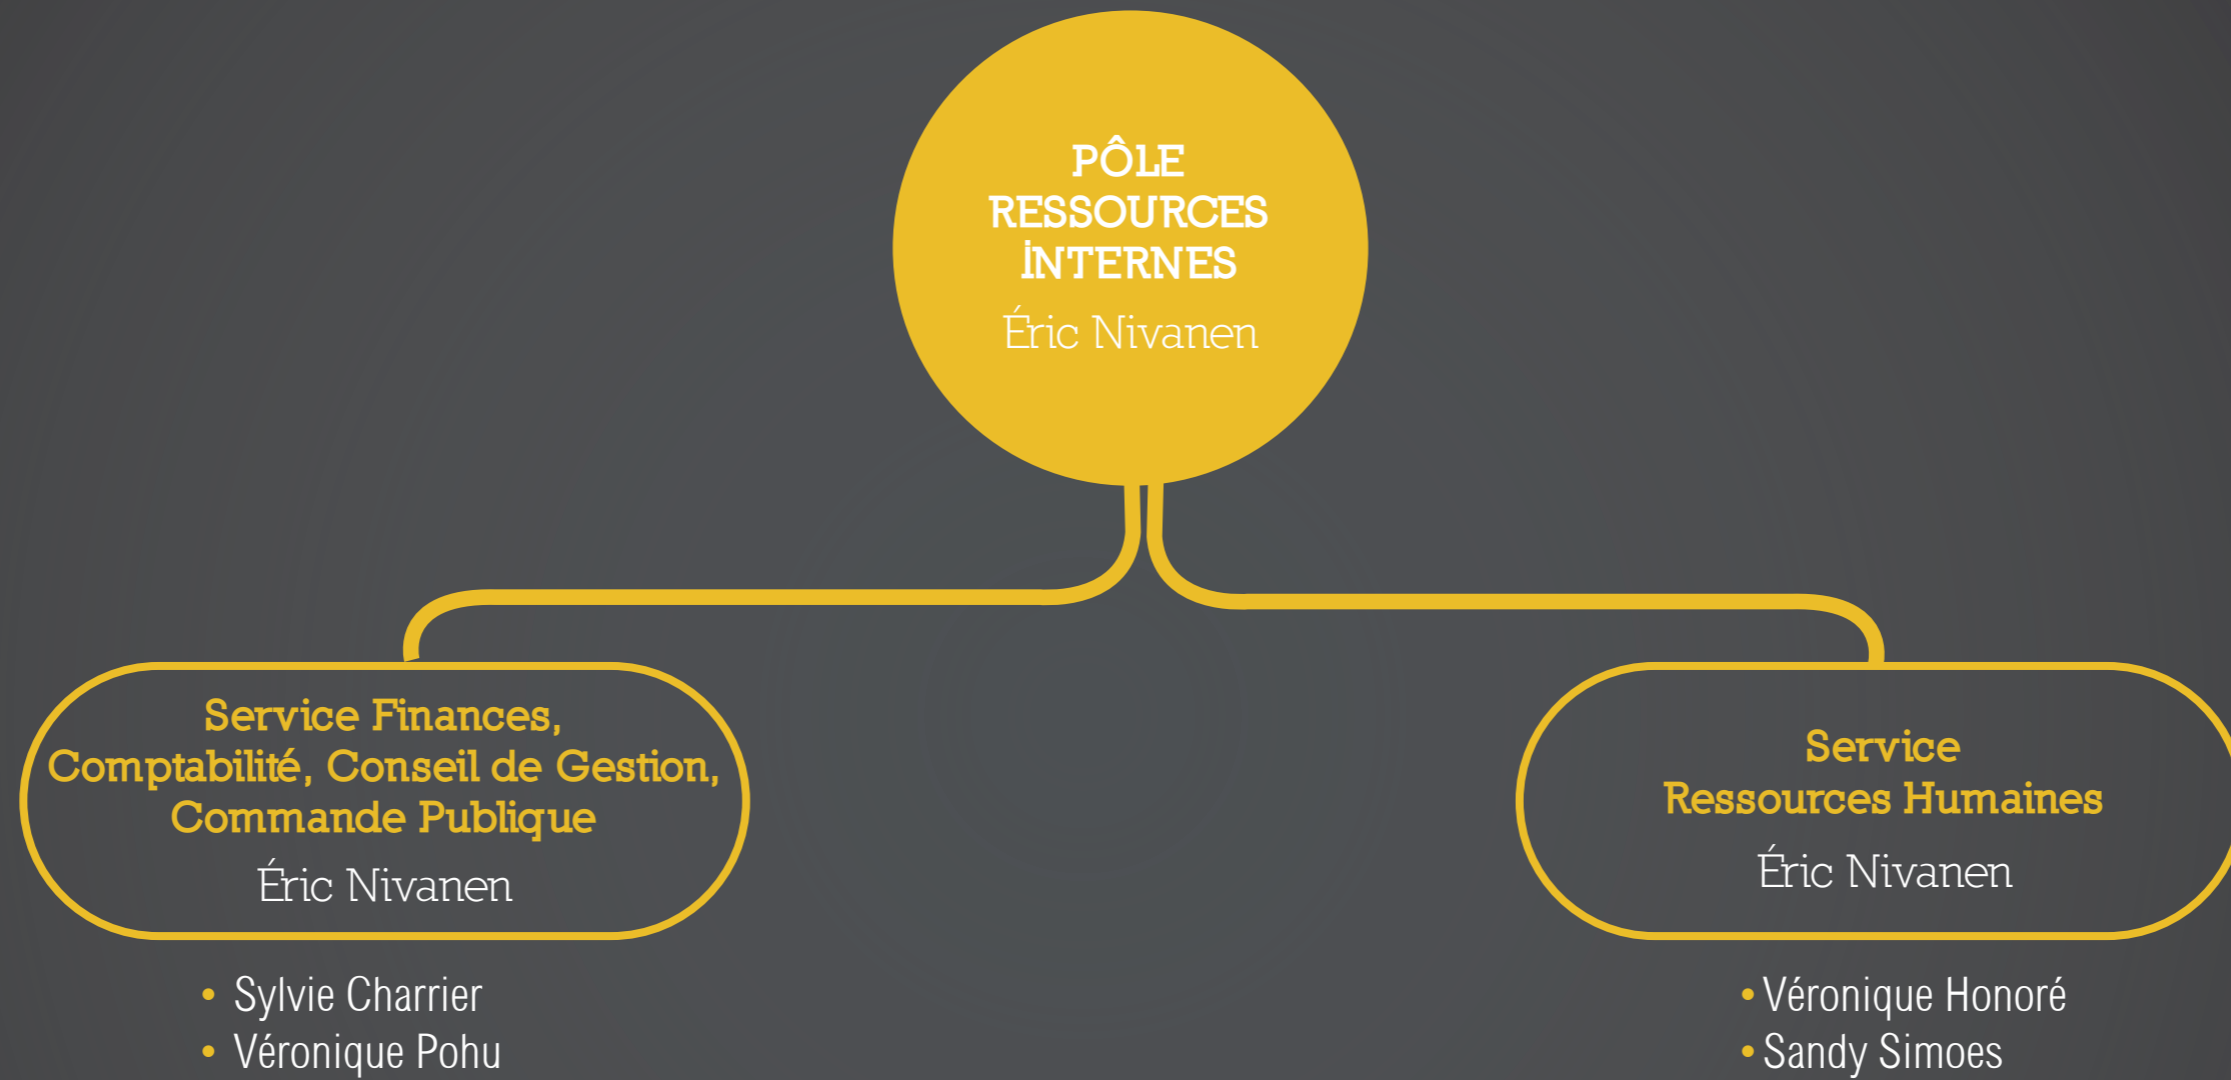 PÔLE
RESSOURCES
INTERNES
Éric Nivanen
Service Finances,
Comptabilité, Conseil de Gestion,
Commande Publique
Éric Nivanen
• Sylvie Charrier
• Véronique Pohu
Service
Ressources Humaines
Éric Nivanen
• Véronique Honoré
• Sandy Simoes